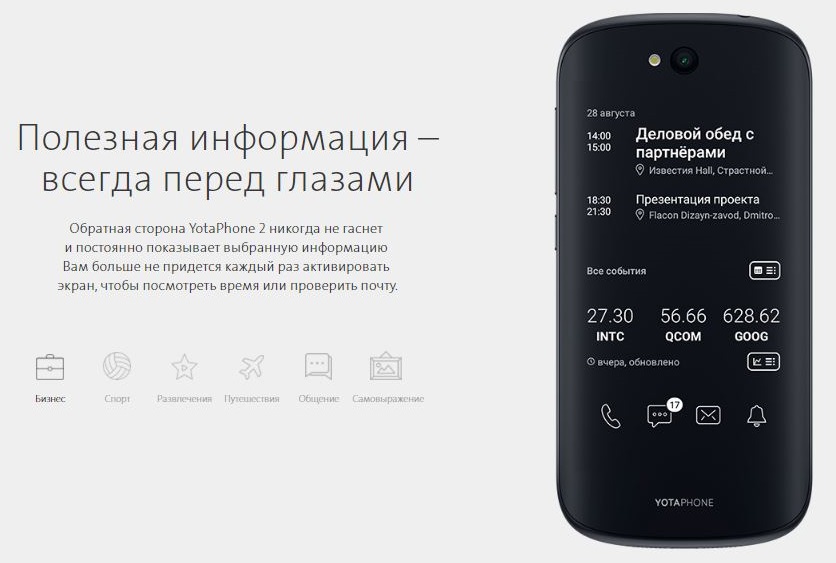 Полезная информация –
всегда перед глазами
Обратная сторона YotaPhone 2 никогда не гаснет
и постоянно показывает выбранную информацию
Вам больше не придется каждый раз активировать
экран, чтобы посмотреть время или проверить почту.
Бизнес
Спорт
Развлечения
Путешествия
Общение
Самовыражение
28 августа
14:00
15:00
Деловой обед с
партнёрами
Известия Hall, Страстной...
18:30
21:30
Презентация проекта
Flacon Dizayn-zavod, Dmitro...
Все события
27.30 56.66 628.62
INTC QCOM GOOG
вчера, обновлено
17
YOTAPHONE